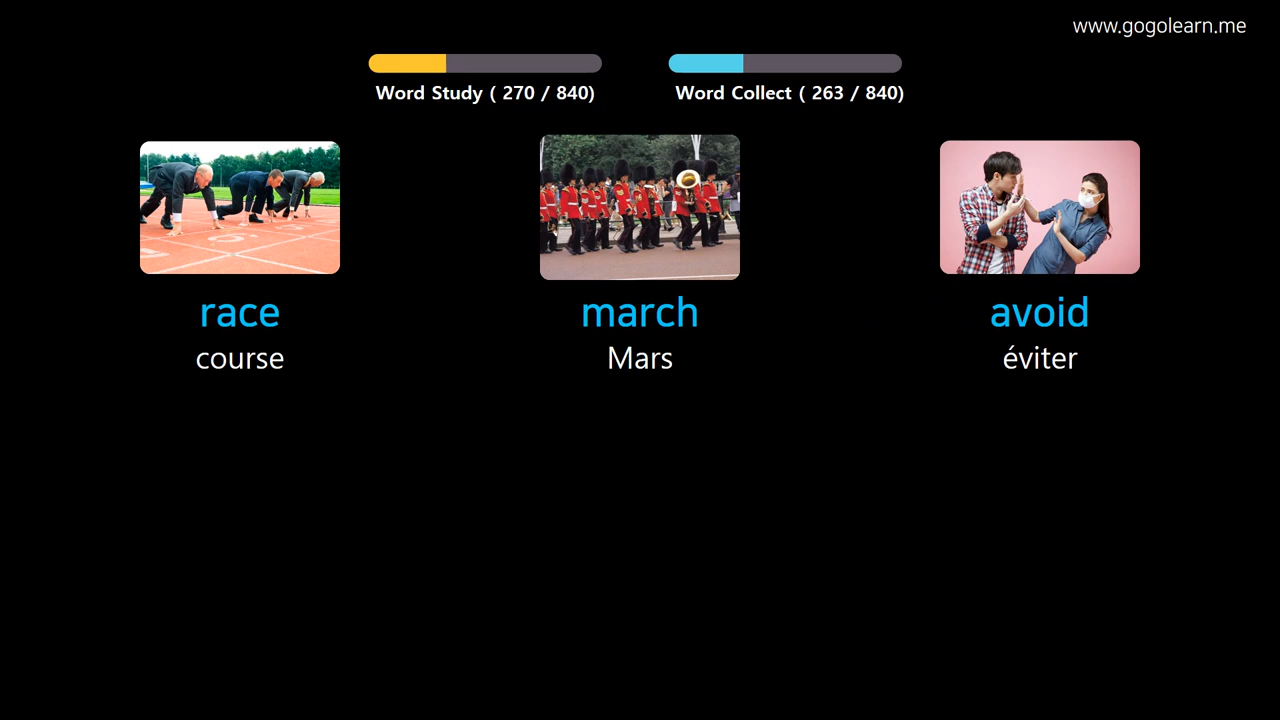 www.gogolearn.me
Word Study ( 270 / 840)
Word Collect ( 263 / 840)
race
march
avoid
course
Mars
éviter